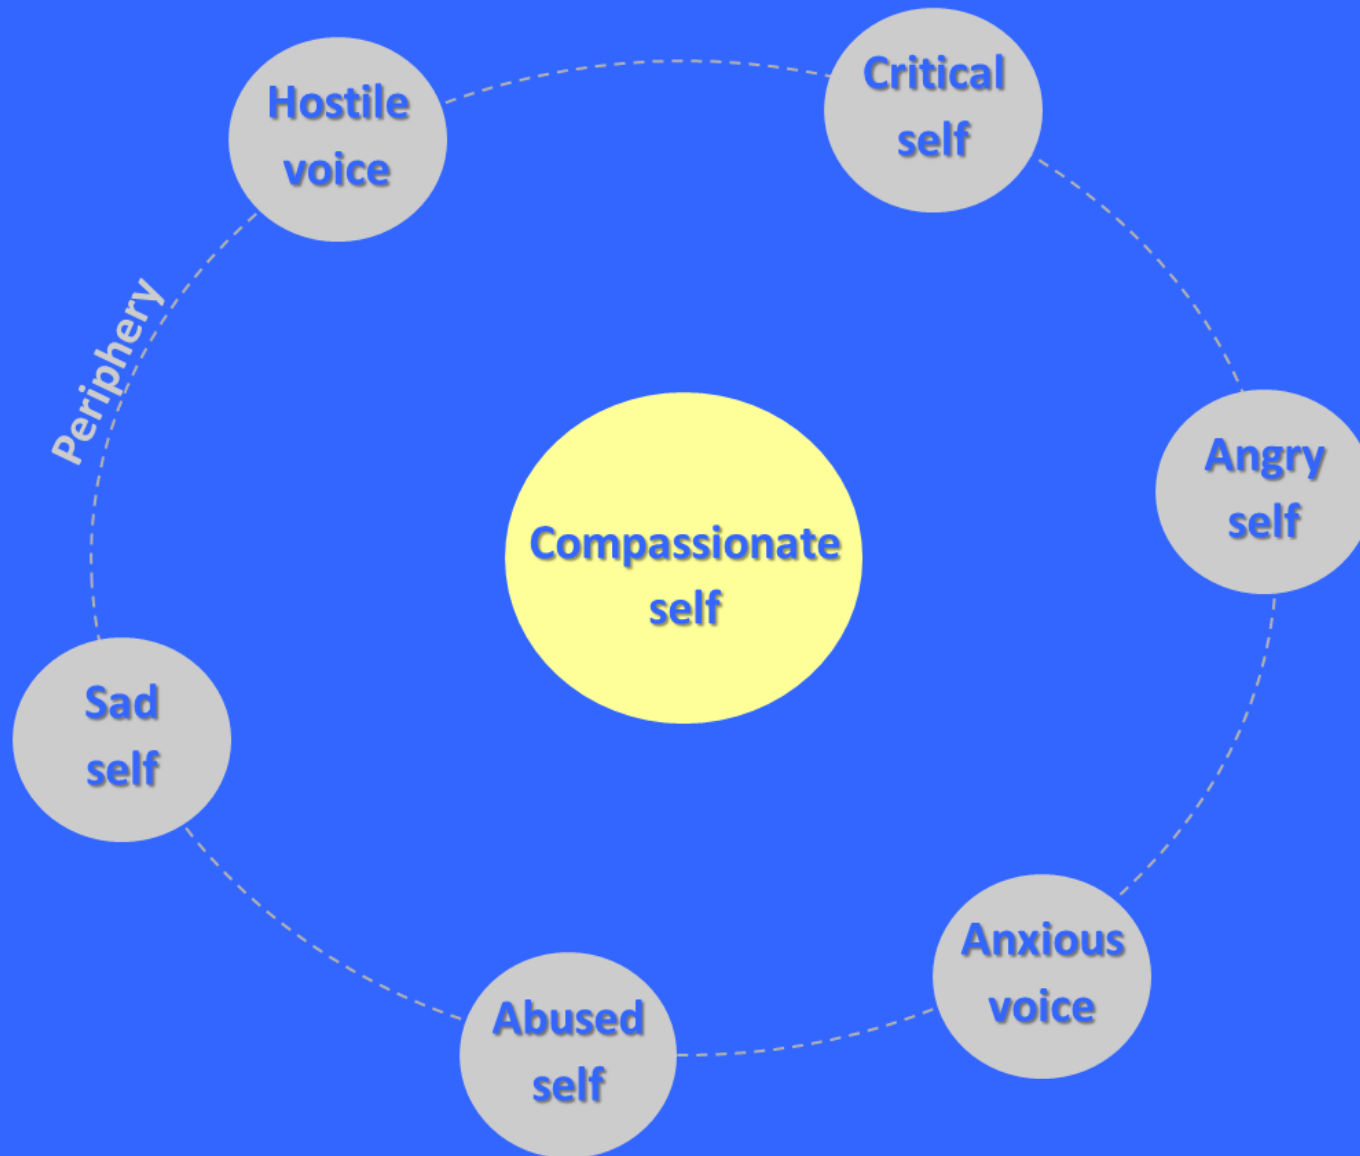 Hostile
voice
Critical
self
Periphery
Angry
self
Compassionate
self
Sad
self
Anxious
voice
Abused
self